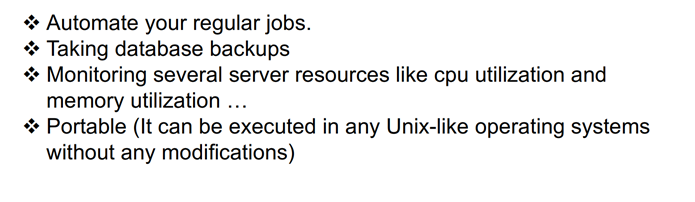 ❖ Automate your regular jobs.
❖ Taking database backups
❖ Monitoring several server resources like cpu utilization and
memory utilization …
❖ Portable (It can be executed in any Unix-like operating systems
without any modifications)